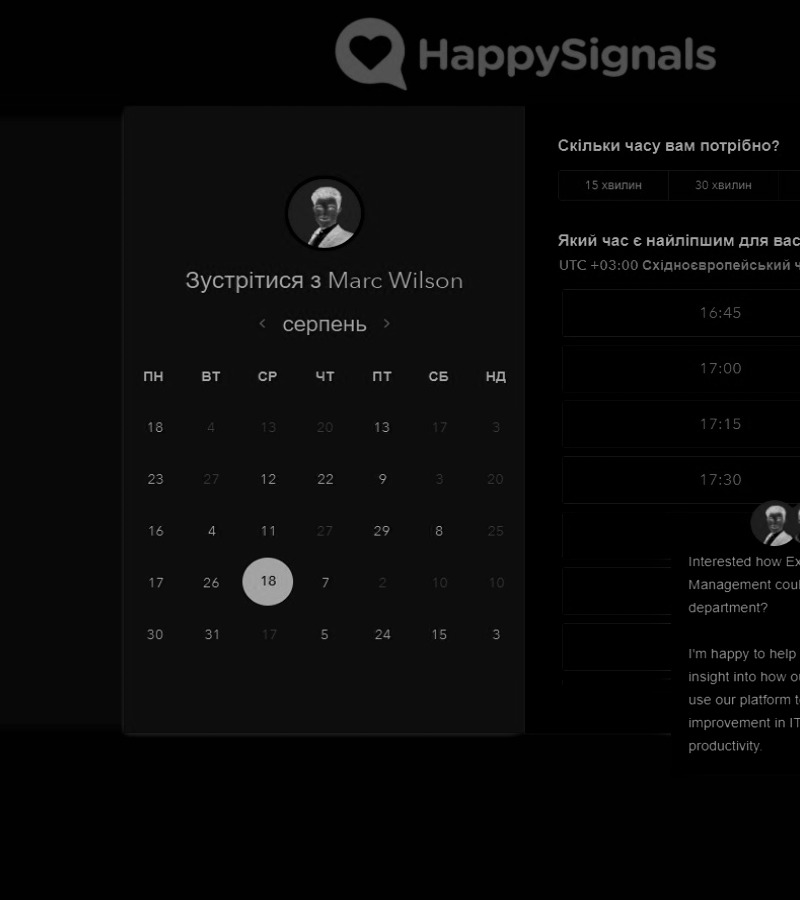 HappySignals
Зустрітися з Marc Wilson
‹ серпень ›
ПН ВТ СР ЧТ ПТ СБ НД
18 4 13 20 13 17 3
23 27 12 22 9 3 20
16 4 11 27 29 8 25
17 26 18 7 2 10 10
30 31 17 5 24 15 3
Скільки часу вам потрібно?
15 хвилин 30 хвилин
Який час є найліпшим для вас
UTC +03:00 Східноєвропейський ч
16:45
17:00
17:15
17:30
Interested how Ex
Management coul
department?
I'm happy to help
insight into how ou
use our platform to
improvement in IT
productivity.